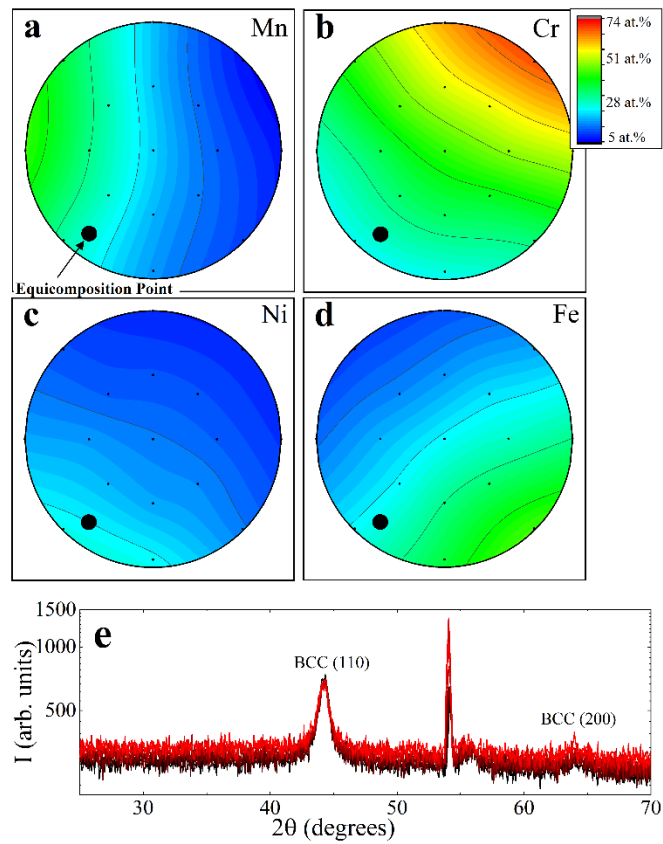 a Mn
b Cr
74 at.%
51 at.%
28 at.%
5 at.%
Equicomposition Point
c Ni
d Fe
e
1500
1000
500
I (arb. units)
BCC (110)
BCC (200)
30 40 50 60 70
2θ (degrees)